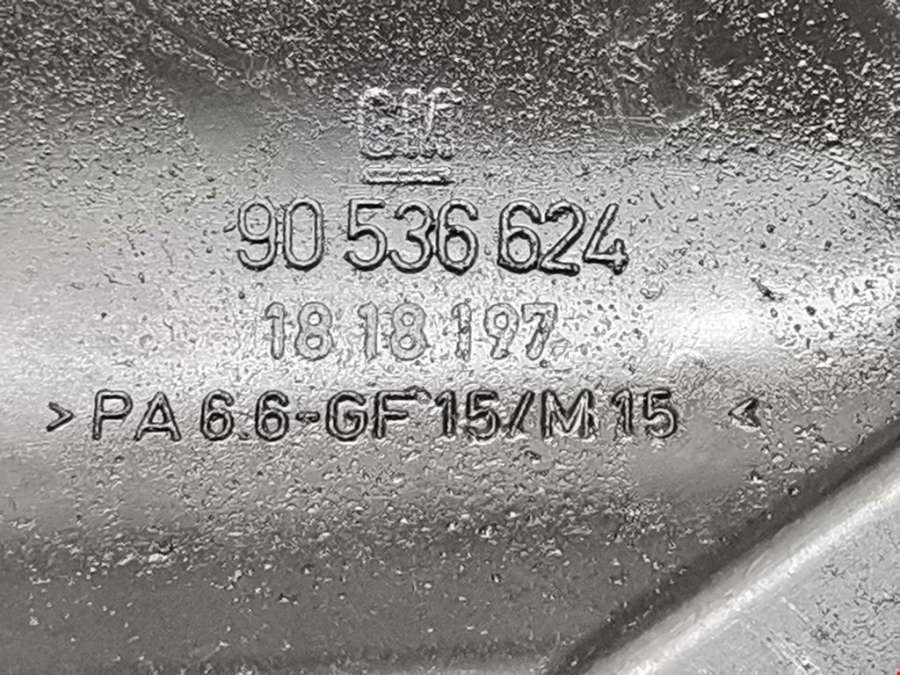 GM
90 536 624
18 18 197
>PA 6.6-GF 15/M 15 <